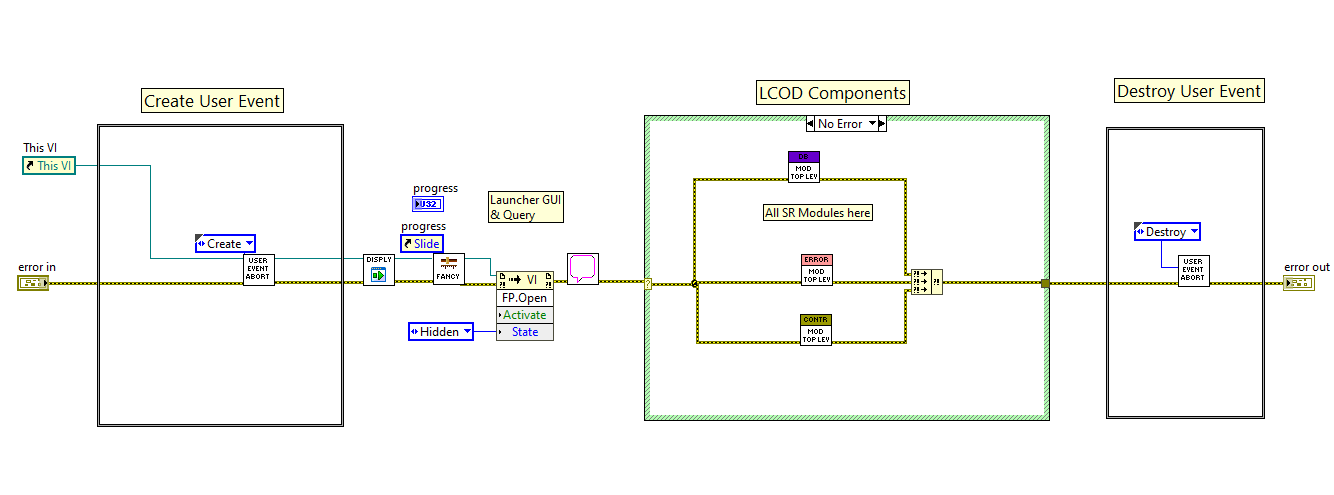 Create User Event
LCOD Components
Destroy User Event
No Error
This VI
This VI
DB
MOD
TOP LEV
progress
U32
Launcher GUI
& Query
All SR Modules here
progress
Slide
Create
Destroy
error in
USER
EVENT
ABORT
DISPLY
FANCY
VI
FP.Open
Activate
Hidden
State
?
ERROR
MOD
TOP LEV
CONTR
MOD
TOP LEV
USER
EVENT
ABORT
error out